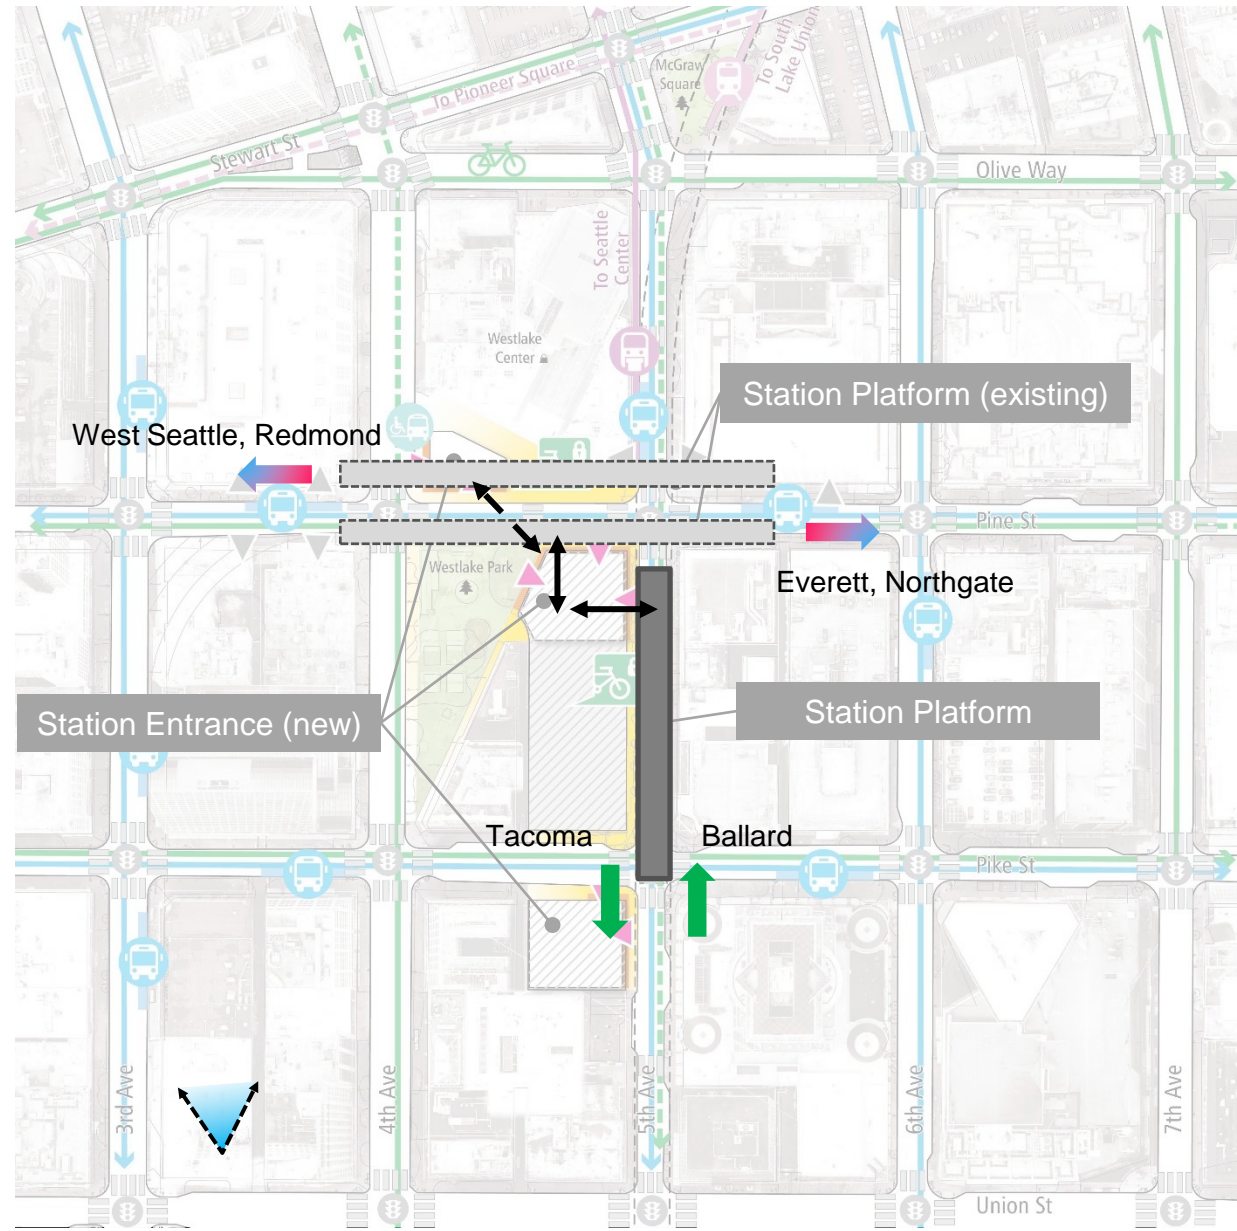 To Pioneer Square
McGraw
Square
To South
Lake Union
Stewart St
Olive Way
To Seattle
Center
Westlake
Center
Station Platform (existing)
West Seattle, Redmond
Pine St
Everett, Northgate
Westlake Park
Station Entrance (new)
Station Platform
Tacoma
Ballard
Pike St
3rd Ave
4th Ave
5th Ave
6th Ave
7th Ave
Union St